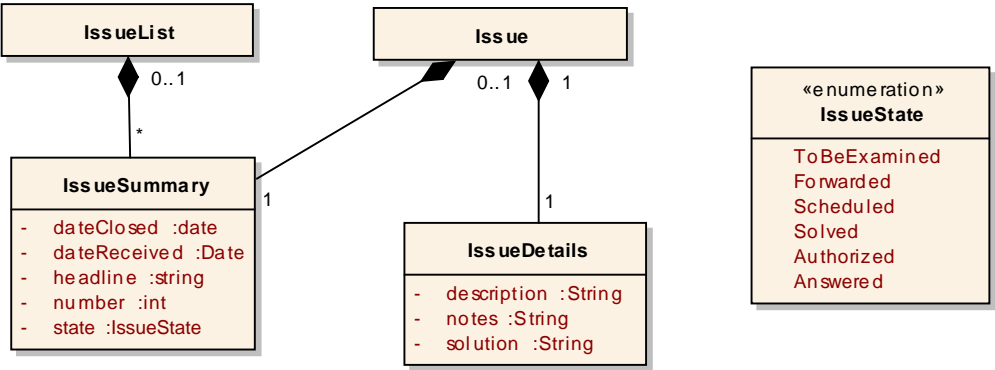 IssueList
0..1
*
Issue
0..1
1
1
1
IssueSummary
- dateClosed :date
- dateReceived :Date
- headline :string
- number :int
- state :IssueState
IssueDetails
- description :String
- notes :String
- solution :String
«enumeration»
IssueState
ToBeExamined
Forwarded
Scheduled
Solved
Authorized
Answered